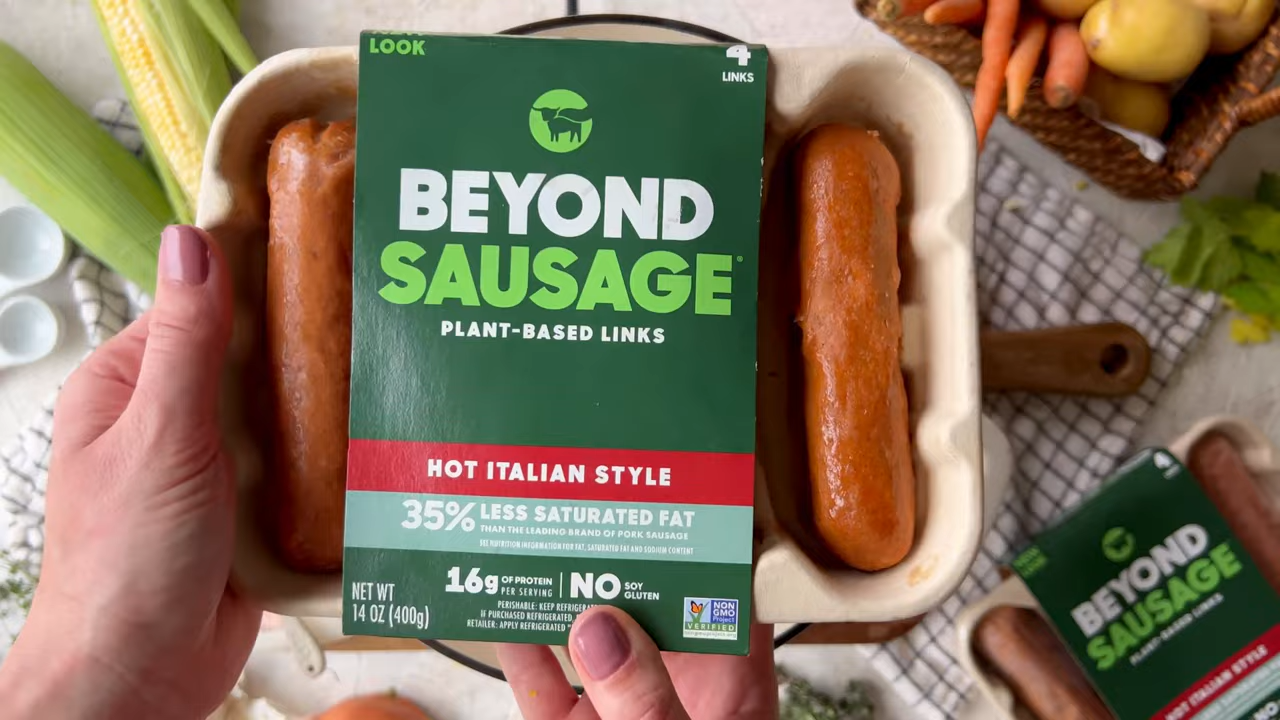 LOOK
4
LINKS
BEYOND
SAUSAGE®
PLANT-BASED LINKS
HOT ITALIAN STYLE
35% LESS SATURATED FAT
THAN THE LEADING BRAND OF PORK SAUSAGE
SEE NUTRITION INFORMATION FOR FAT, SATURATED FAT AND SODIUM CONTENT
16g OF PROTEIN PER SERVING | NO SOY GLUTEN
NET WT
14 OZ (400g)
PERISHABLE: KEEP
IF PURCHASED REFRIGERATED,
RETAILER: APPLY REFRIGERATED
NON
GMO
Project
VERIFIED
nongmoproject.org
4
BEYOND
SAUSAGE
PLANT-BASED LINKS
HOT ITALIAN STYLE
NO